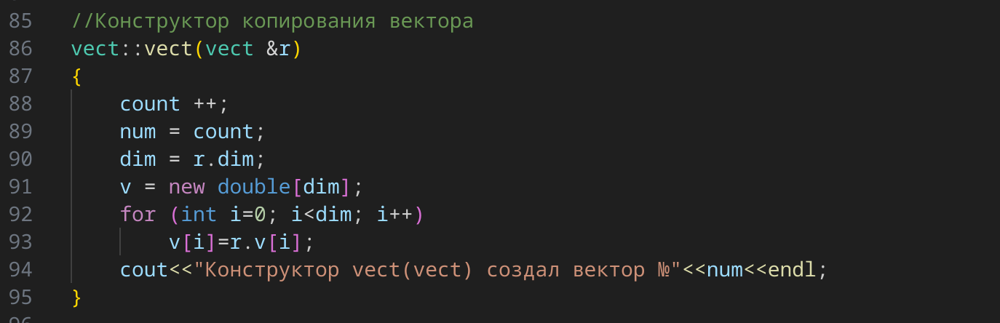 85 //Конструктор копирования вектора
86 vect::vect(vect &r)
87 {
88 count ++;
89 num = count;
90 dim = r.dim;
91 v = new double[dim];
92 for (int i=0; i<dim; i++)
93 v[i]=r.v[i];
94 cout<<"Конструктор vect(vect) создал вектор №"<<num<<endl;
95 }